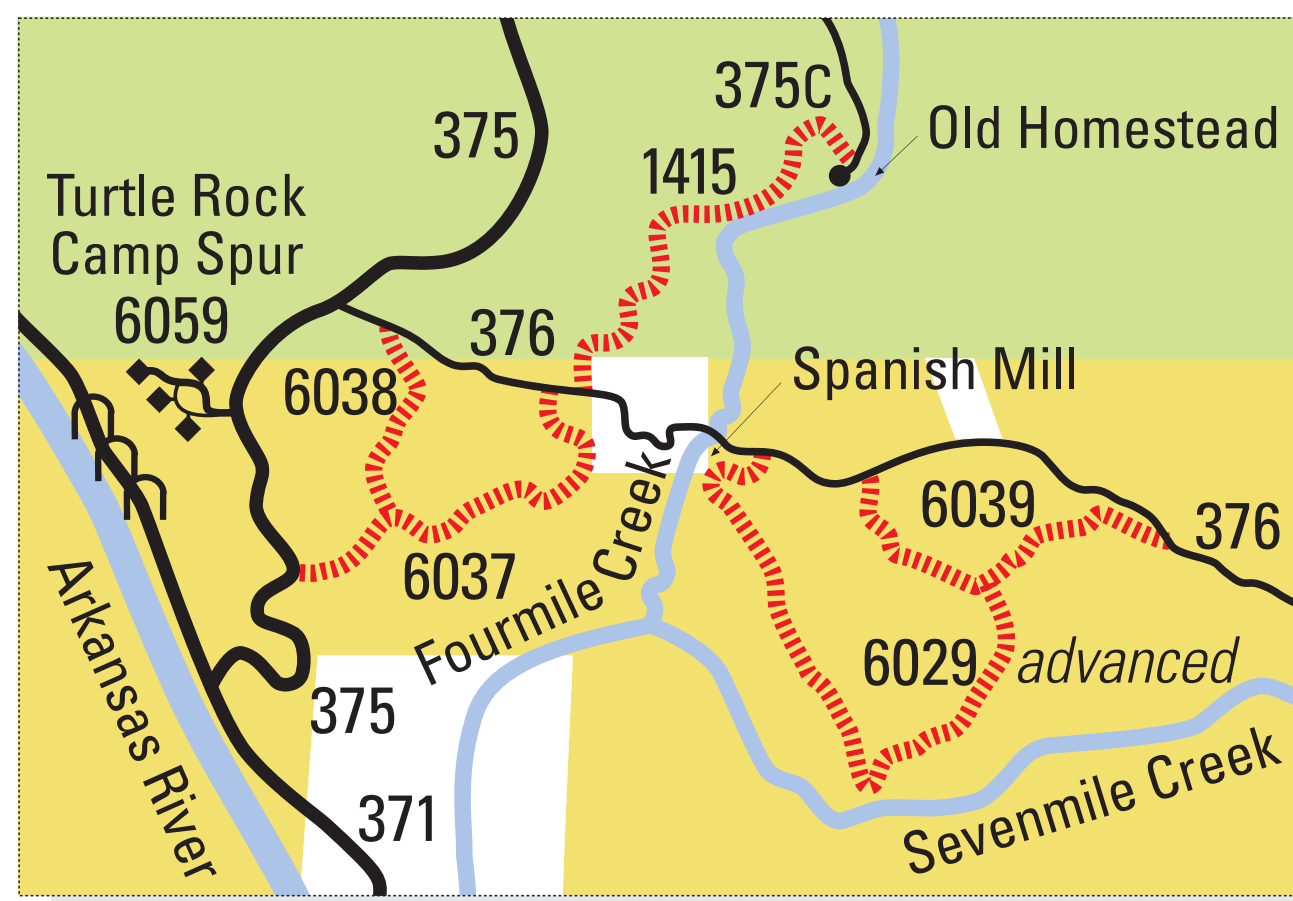 375C
Old Homestead
375
1415
Turtle Rock
Camp Spur
6059
376
Spanish Mill
6038
6039
376
6037
Fourmile Creek
Arkansas River
6029 advanced
375
Sevenmile Creek
371